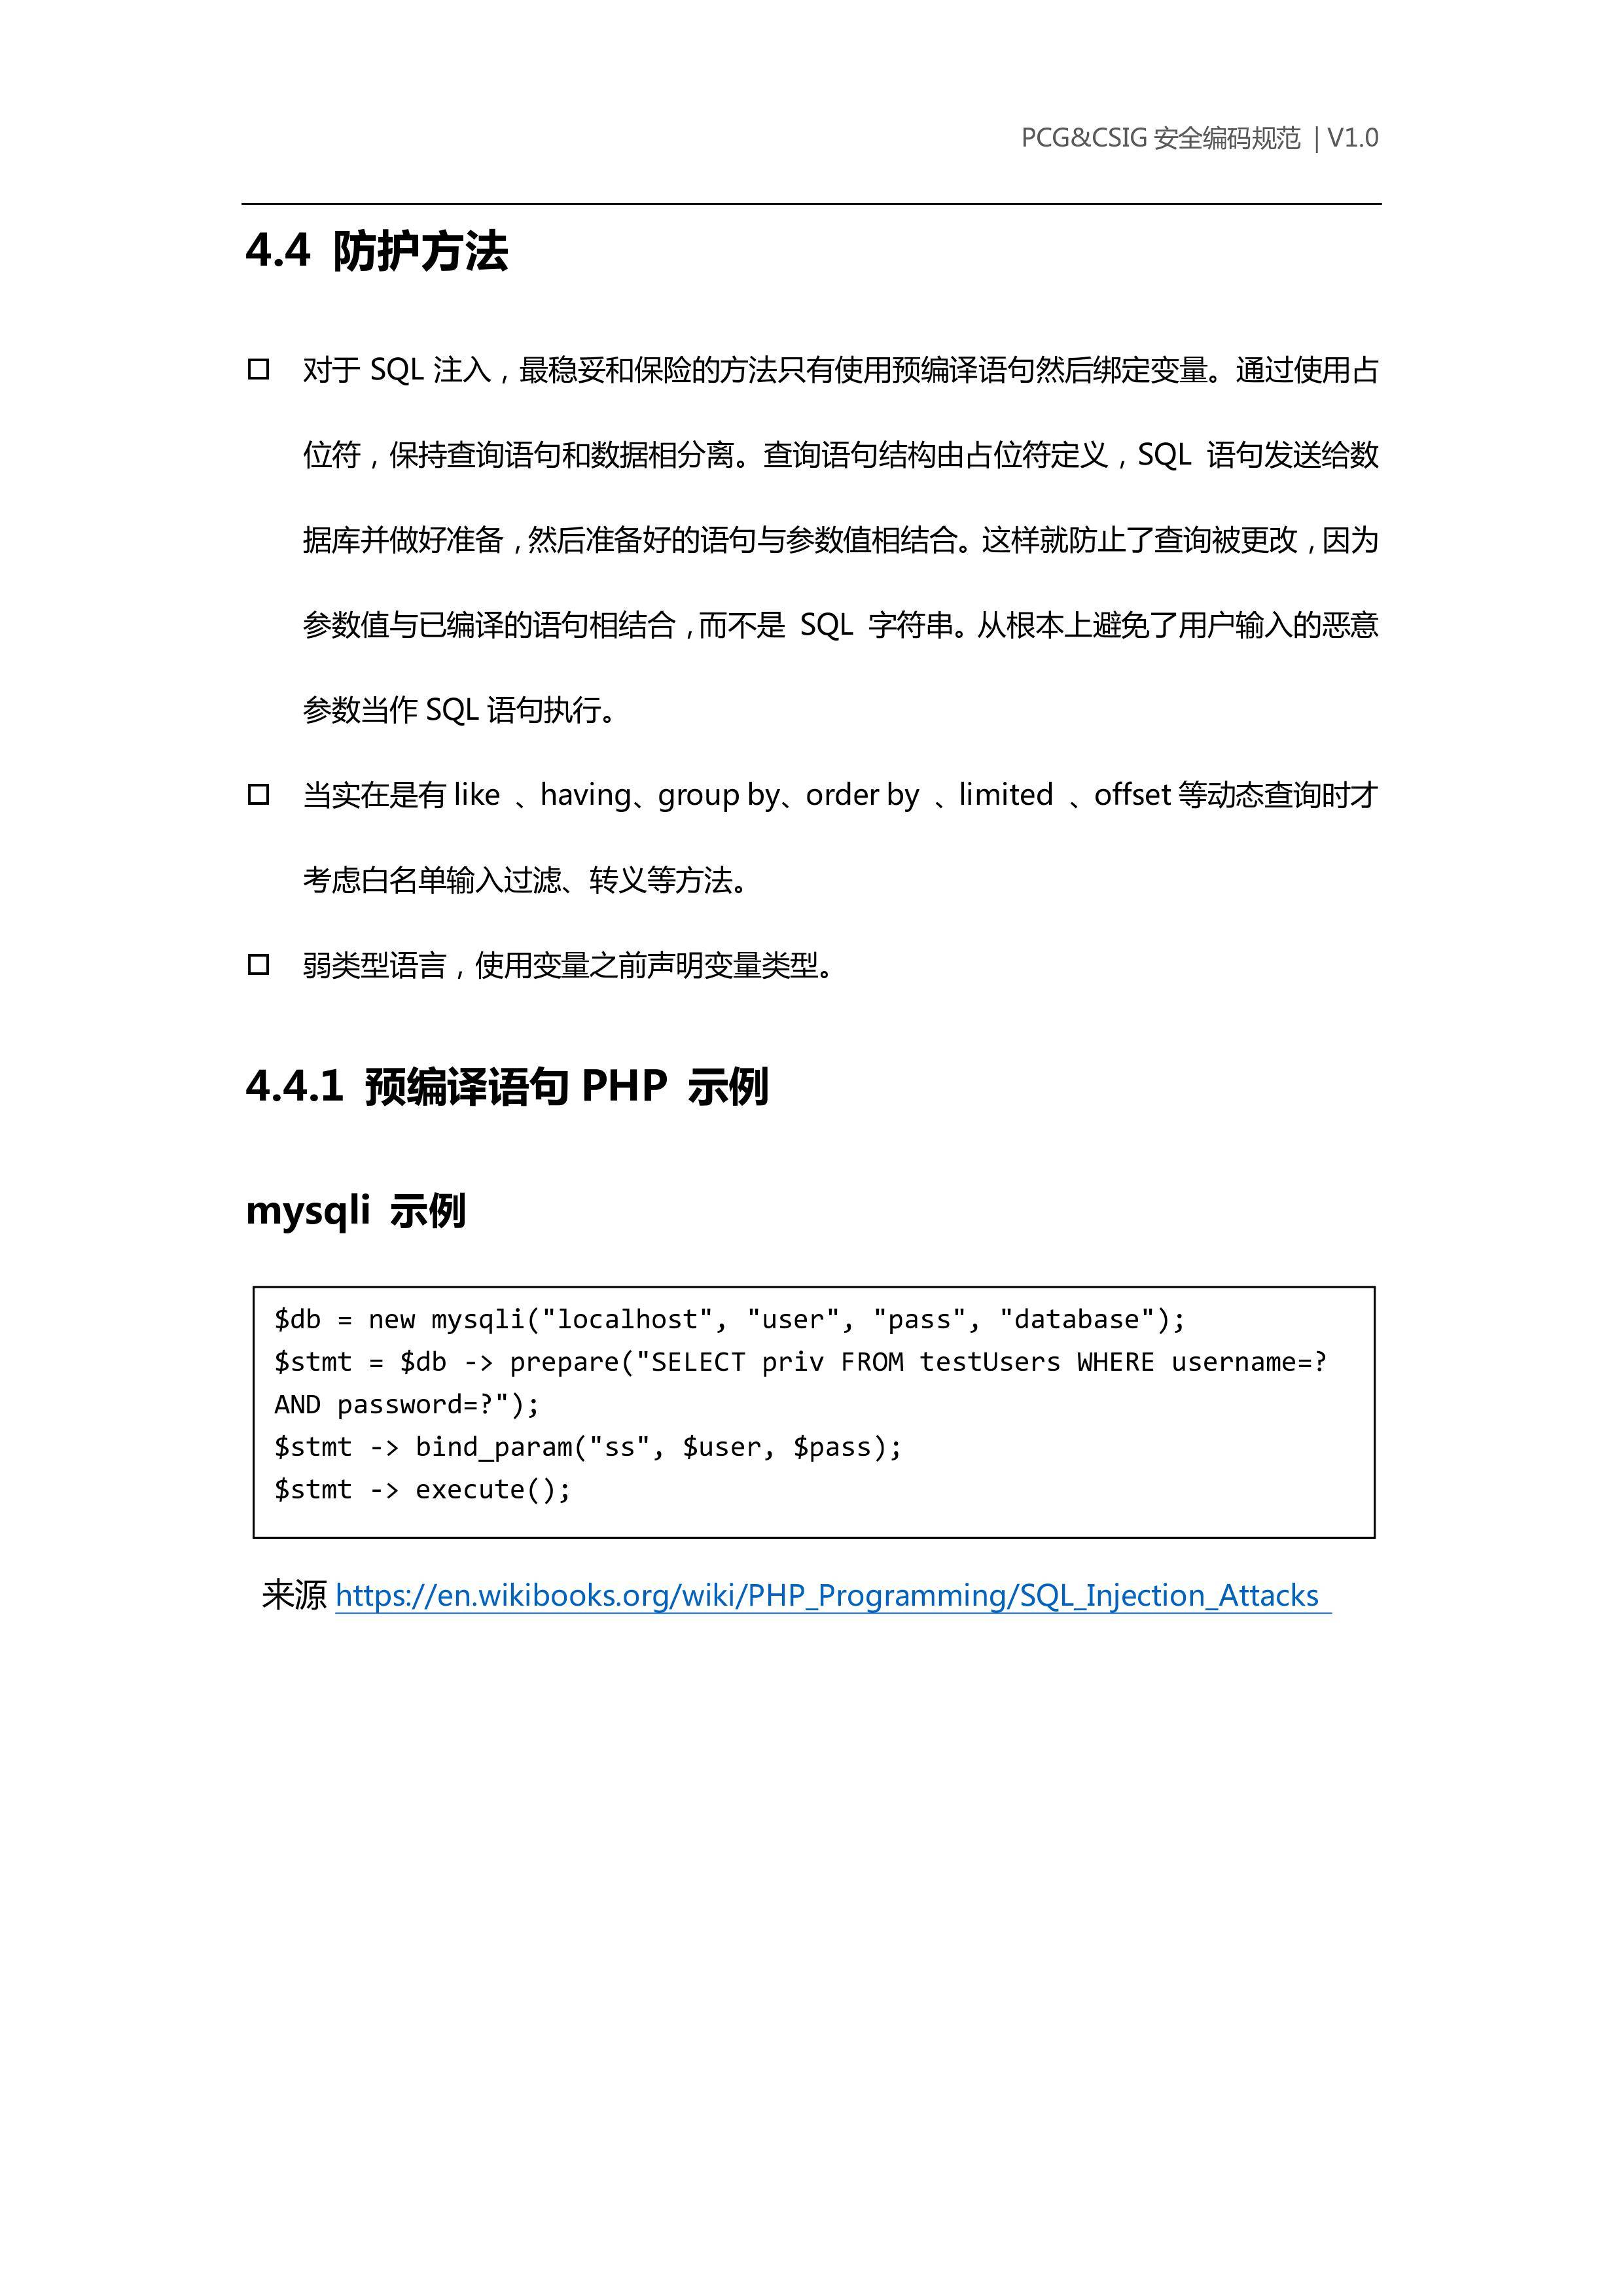 PCG&CSIG 安全编码规范 | V1.0
4.4 防护方法
□ 对于 SQL 注入，最稳妥和保险的方法只有使用预编译语句然后绑定变量。通过使用占
位符，保持查询语句和数据相分离。查询语句结构由占位符定义，SQL 语句发送给数
据库并做好准备，然后准备好的语句与参数值相结合。这样就防止了查询被更改，因为
参数值与已编译的语句相结合，而不是 SQL 字符串。从根本上避免了用户输入的恶意
参数当作 SQL 语句执行。
□ 当实在是有 like 、having、group by、order by 、limited 、offset 等动态查询时才
考虑白名单输入过滤、转义等方法。
□ 弱类型语言，使用变量之前声明变量类型。
4.4.1 预编译语句 PHP 示例
mysqli 示例
$db = new mysqli("localhost", "user", "pass", "database");
$stmt = $db -> prepare("SELECT priv FROM testUsers WHERE username=?
AND password=?");
$stmt -> bind_param("ss", $user, $pass);
$stmt -> execute();
来源 https://en.wikibooks.org/wiki/PHP_Programming/SQL_Injection_Attacks